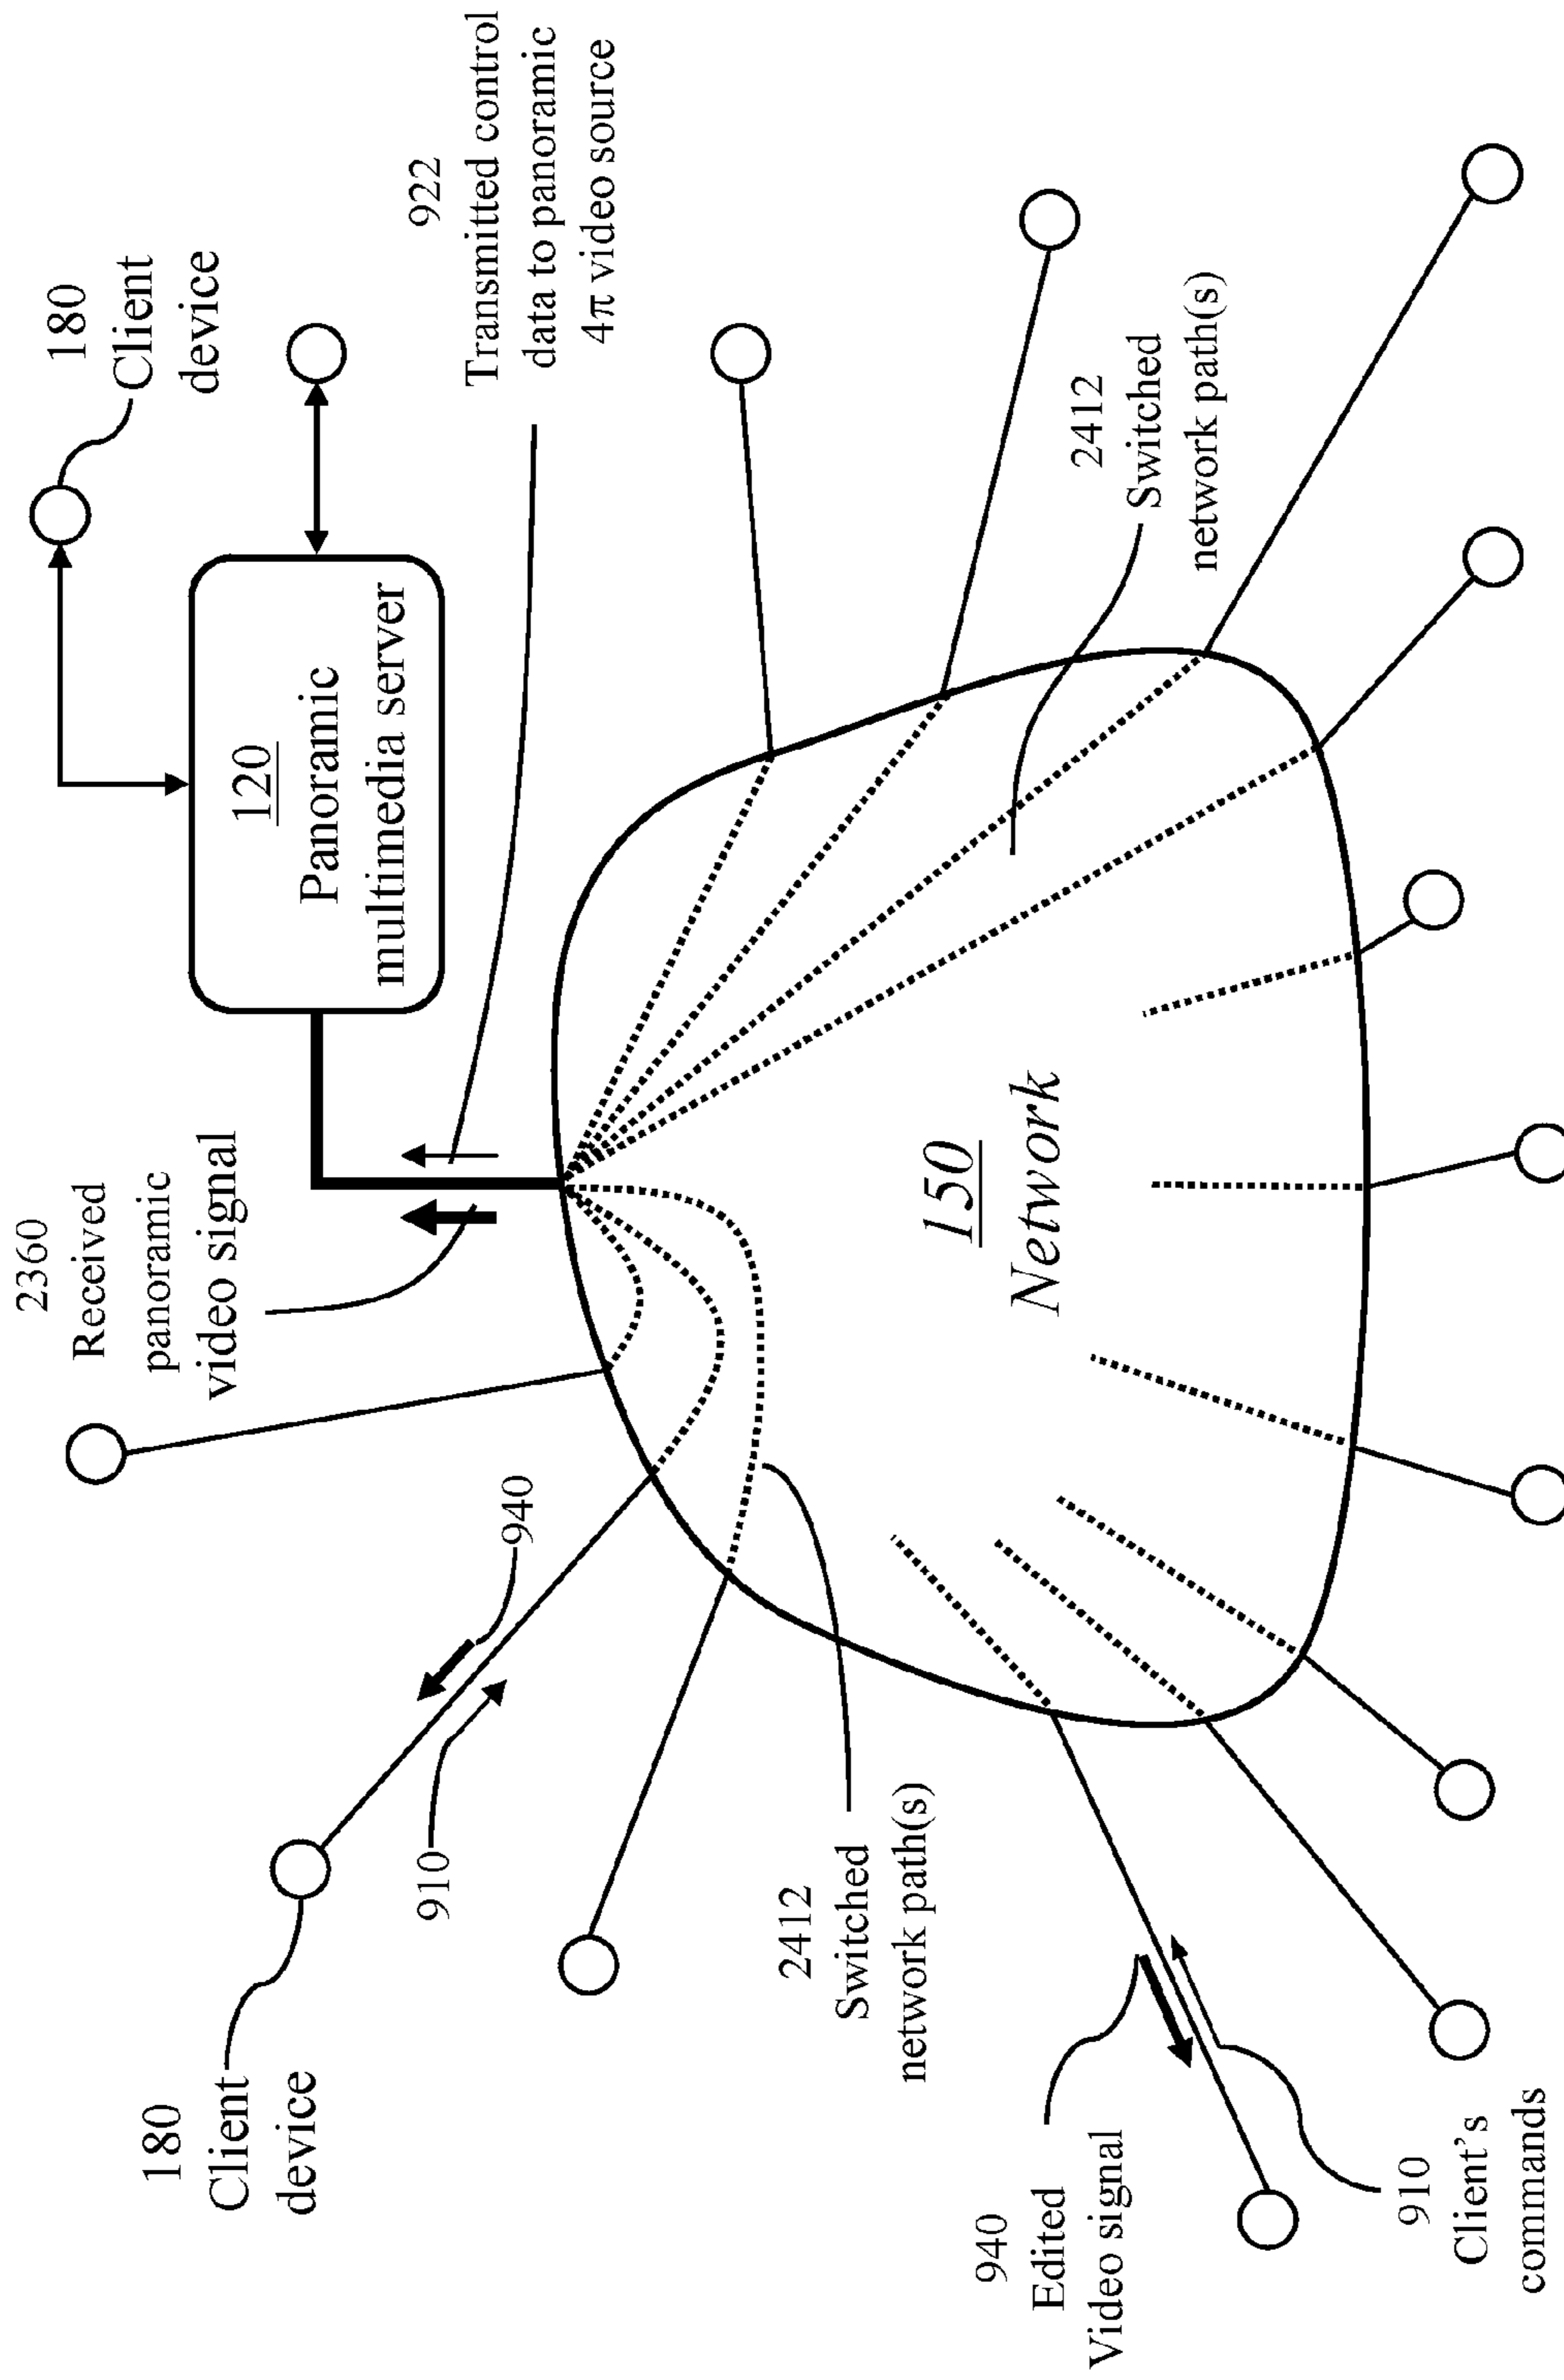 180
Client
device
940
910
2360
Received
panoramic
video signal
120
Panoramic
multimedia server
180
Client
device
922
Transmitted control
data to panoramic
4π video source
2412
Switched
network path(s)
150
Network
2412
Switched
network path(s)
940
Edited
Video signal
910
Client's
commands